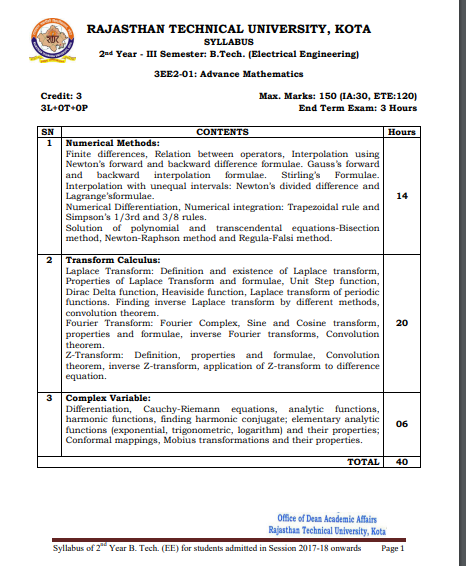 RAJASTHAN TECHNICAL UNIVERSITY, KOTA
SYLLABUS
2nd Year - III Semester: B.Tech. (Electrical Engineering)
3EE2-01: Advance Mathematics
Credit: 3 Max. Marks: 150 (IA:30, ETE:120)
3L+0T+0P End Term Exam: 3 Hours
SN CONTENTS Hours
1 Numerical Methods:
Finite differences, Relation between operators, Interpolation using
Newton's forward and backward difference formulae. Gauss's forward
and backward interpolation formulae. Stirling's Formulae.
Interpolation with unequal intervals: Newton's divided difference and
Lagrange'sformulae.
Numerical Differentiation, Numerical integration: Trapezoidal rule and
Simpson's 1/3rd and 3/8 rules.
Solution of polynomial and transcendental equations-Bisection
method, Newton-Raphson method and Regula-Falsi method.
14
2 Transform Calculus:
Laplace Transform: Definition and existence of Laplace transform,
Properties of Laplace Transform and formulae, Unit Step function,
Dirac Delta function, Heaviside function, Laplace transform of periodic
functions. Finding inverse Laplace transform by different methods,
convolution theorem.
Fourier Transform: Fourier Complex, Sine and Cosine transform,
properties and formulae, inverse Fourier transforms, Convolution
theorem.
Z-Transform: Definition, properties and formulae, Convolution
theorem, inverse Z-transform, application of Z-transform to difference
equation.
20
3 Complex Variable:
Differentiation, Cauchy-Riemann equations, analytic functions,
harmonic functions, finding harmonic conjugate; elementary analytic
functions (exponential, trigonometric, logarithm) and their properties;
Conformal mappings, Mobius transformations and their properties.
06
TOTAL 40
Office of Dean Academic Affairs
Rajasthan Technical University, Kota
Syllabus of 2nd Year B. Tech. (EE) for students admitted in Session 2017-18 onwards Page 1